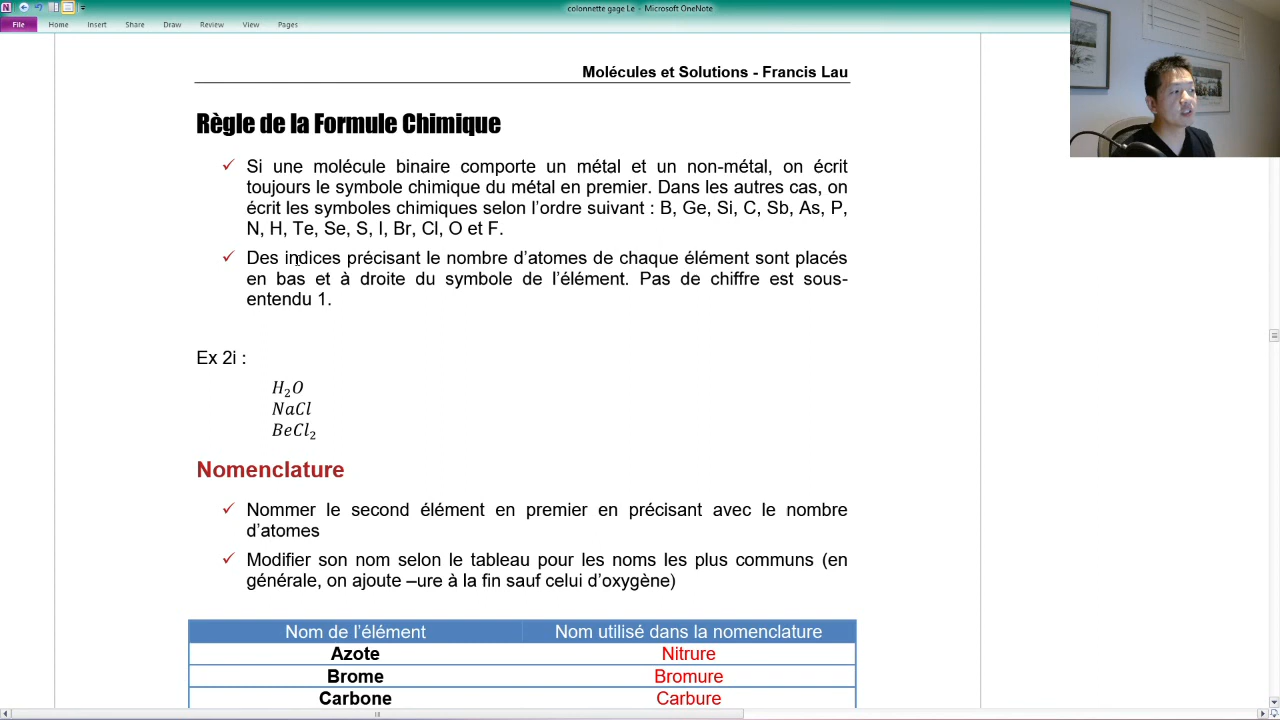 colonnette gage Le - Microsoft OneNote
File Home Insert Share Draw Review View Pages
Molécules et Solutions - Francis Lau
Règle de la Formule Chimique
✓ Si une molécule binaire comporte un métal et un non-métal, on écrit
toujours le symbole chimique du métal en premier. Dans les autres cas, on
écrit les symboles chimiques selon l'ordre suivant : B, Ge, Si, C, Sb, As, P,
N, H, Te, Se, S, I, Br, Cl, O et F.
✓ Des indices précisant le nombre d'atomes de chaque élément sont placés
en bas et à droite du symbole de l'élément. Pas de chiffre est sous-
entendu 1.
Ex 2i :
H₂O
NaCl
BeCl₂
Nomenclature
✓ Nommer le second élément en premier en précisant avec le nombre
d'atomes
✓ Modifier son nom selon le tableau pour les noms les plus communs (en
générale, on ajoute –ure à la fin sauf celui d'oxygène)
Nom de l'élément Nom utilisé dans la nomenclature
Azote Nitrure
Brome Bromure
Carbone Carbure